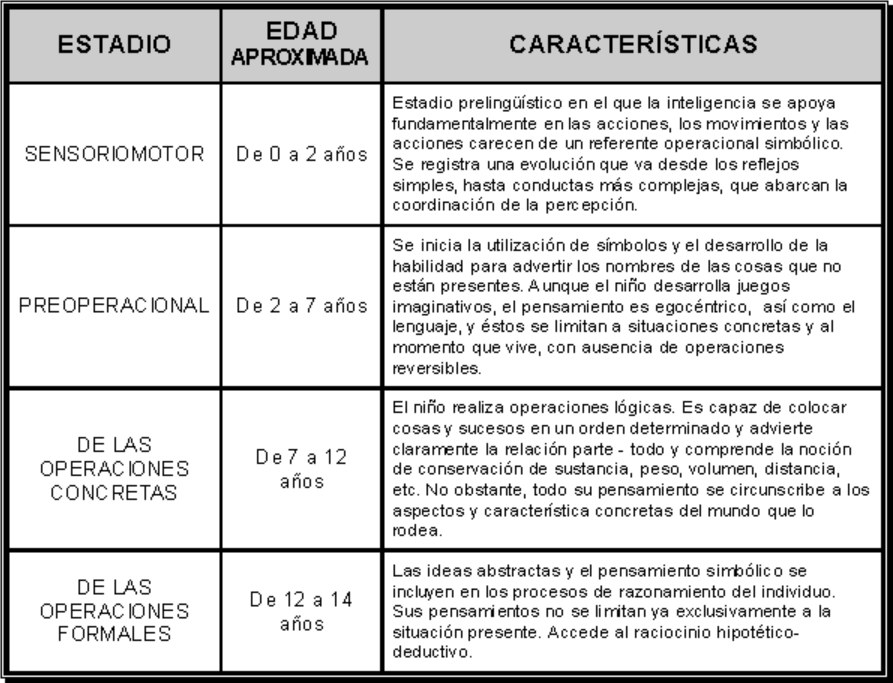 ESTADIO
EDAD
APROXIMADA
CARACTERÍSTICAS
SENSORIOMOTOR
De 0 a 2 años
Estadio prelingüístico en el que la inteligencia se apoya
fundamentalmente en las acciones, los movimientos y las
acciones carecen de un referente operacional simbólico.
Se registra una evolución que va desde los reflejos
simples, hasta conductas más complejas, que abarcan la
coordinación de la percepción.
PREOPERACIONAL
De 2 a 7 años
Se inicia la utilización de símbolos y el desarrollo de la
habilidad para advertir los nombres de las cosas que no
están presentes. Aunque el niño desarrolla juegos
imaginativos, el pensamiento es egocéntrico, así como el
lenguaje, y éstos se limitan a situaciones concretas y al
momento que vive, con ausencia de operaciones
reversibles.
DE LAS
OPERACIONES
CONCRETAS
De 7 a 12
años
El niño realiza operaciones lógicas. Es capaz de colocar
cosas y sucesos en un orden determinado y advierte
claramente la relación parte - todo y comprende la noción
de conservación de sustancia, peso, volumen, distancia,
etc. No obstante, todo su pensamiento se circunscribe a los
aspectos y característica concretas del mundo que lo
rodea.
DE LAS
OPERACIONES
FORMALES
De 12 a 14
años
Las ideas abstractas y el pensamiento simbólico se
incluyen en los procesos de razonamiento del individuo.
Sus pensamientos no se limitan ya exclusivamente a la
situación presente. Accede al raciocinio hipotético-
deductivo.